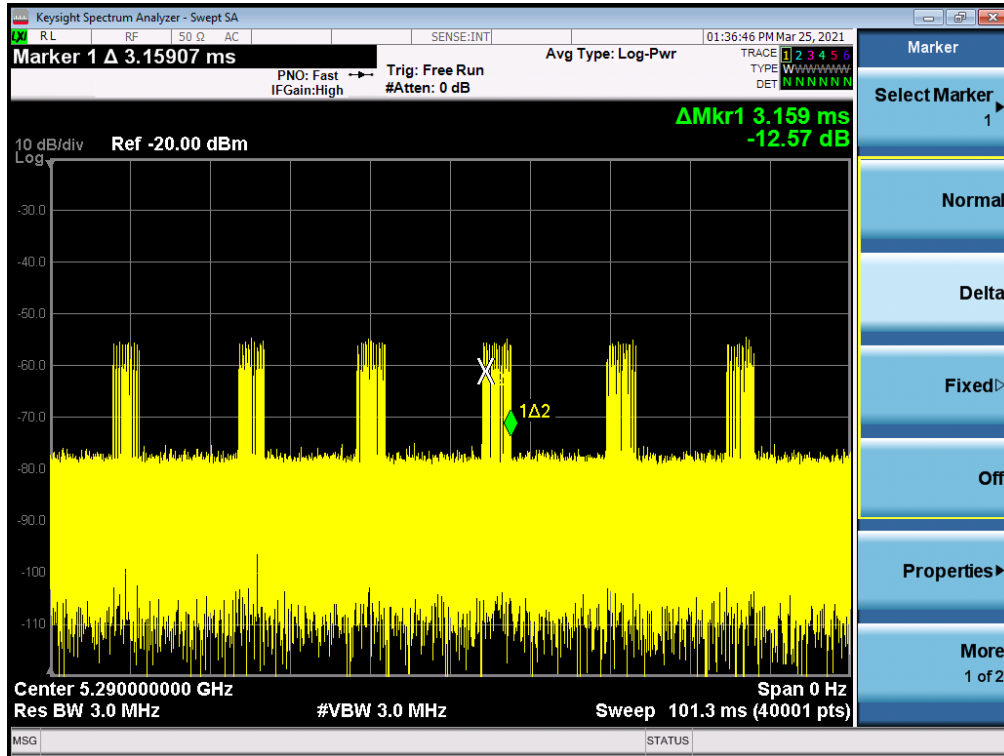 Keysight Spectrum Analyzer - Swept SA
LXI RL RF 50 Ω AC SENSE:INT 01:36:46 PM Mar 25, 2021
Marker 1 Δ 3.15907 ms
PNO: Fast
IFGain:High
Trig: Free Run
#Atten: 0 dB
Avg Type: Log-Pwr
TRACE 1 2 3 4 5 6
TYPE WWWWWW
DET N N N N N N
ΔMkr1 3.159 ms
-12.57 dB
10 dB/div Ref -20.00 dBm
Log
-30.0
-40.0
-50.0
-60.0
X
1Δ2
-70.0
-80.0
-90.0
-100
-110
Center 5.290000000 GHz Span 0 Hz
Res BW 3.0 MHz #VBW 3.0 MHz Sweep 101.3 ms (40001 pts)
MSG STATUS
Marker
Select Marker
1
Normal
Delta
Fixed
Off
Properties
More
1 of 2